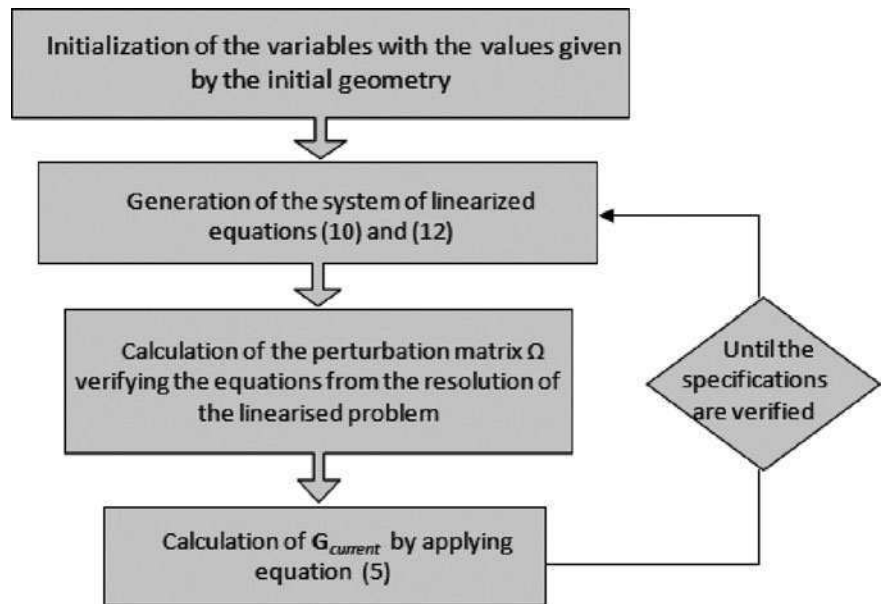 Initialization of the variables with the values given
by the initial geometry
Generation of the system of linearized
equations (10) and (12)
Calculation of the perturbation matrix Ω
verifying the equations from the resolution of
the linearised problem
Until the
specifications
are verified
Calculation of Gcurrent by applying
equation (5)